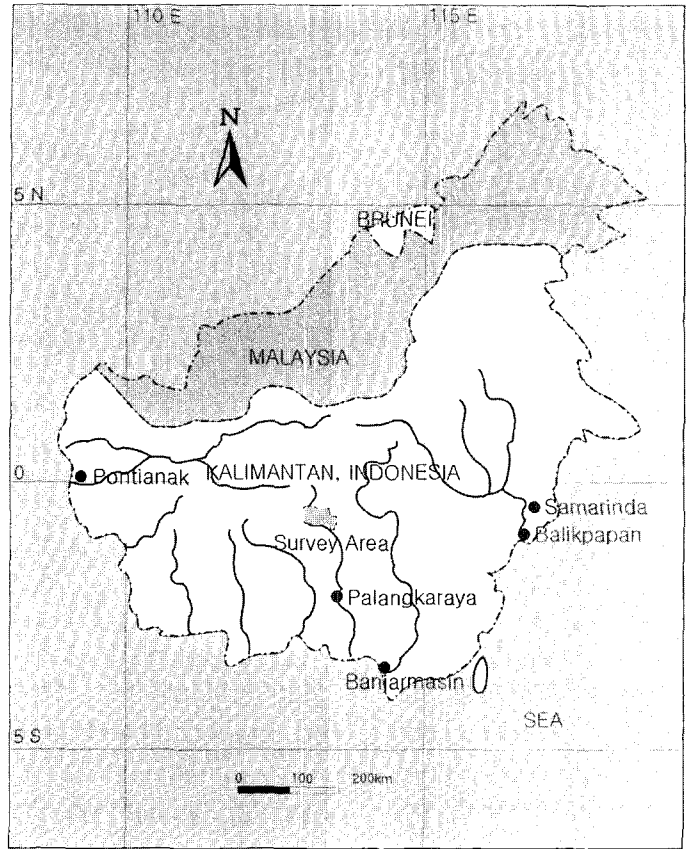 110 E
115 E
N
5 N
BRUNEI
MALAYSIA
0
Pontianak
KALIMANTAN, INDONESIA
Samarinda
Survey Area
Balikpapan
Palangkaraya
Banjarmasin
SEA
5 S
0 100 200km